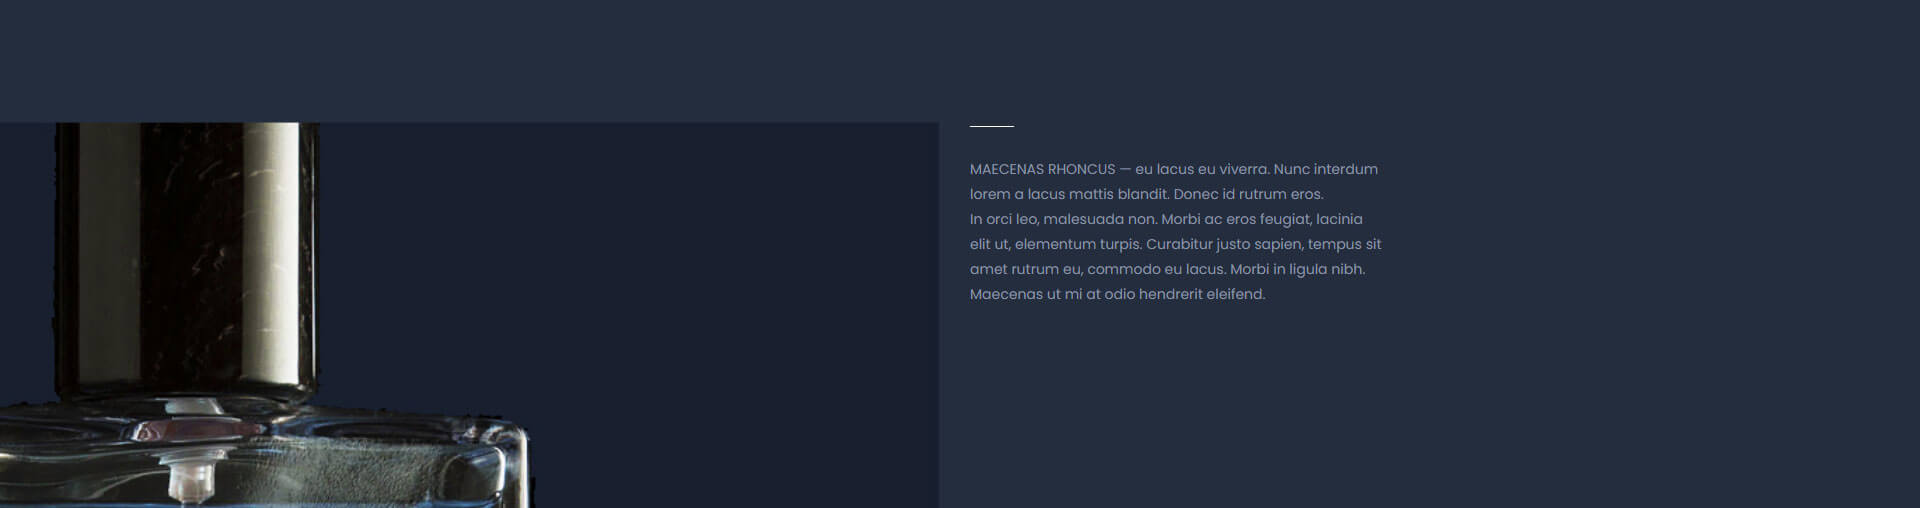 MAECENAS RHONCUS — eu lacus eu viverra. Nunc interdum
lorem a lacus mattis blandit. Donec id rutrum eros.
In orci leo, malesuada non. Morbi ac eros feugiat, lacinia
elit ut, elementum turpis. Curabitur justo sapien, tempus sit
amet rutrum eu, commodo eu lacus. Morbi in ligula nibh.
Maecenas ut mi at odio hendrerit eleifend.